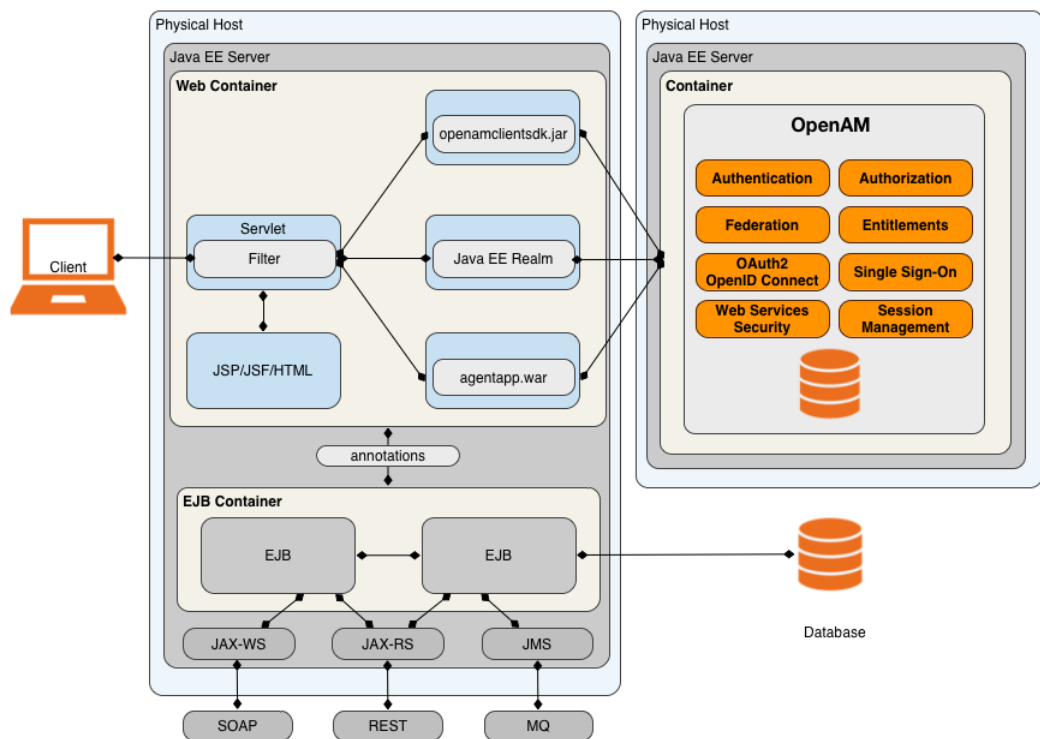 Physical Host
Java EE Server
Web Container
openamclientsdk.jar
Servlet
Filter
Java EE Realm
Client
JSP/JSF/HTML
agentapp.war
annotations
EJB Container
EJB
EJB
JAX-WS
JAX-RS
JMS
SOAP
REST
MQ
Physical Host
Java EE Server
Container
OpenAM
Authentication
Authorization
Federation
Entitlements
OAuth2
OpenID Connect
Single Sign-On
Web Services
Security
Session
Management
Database